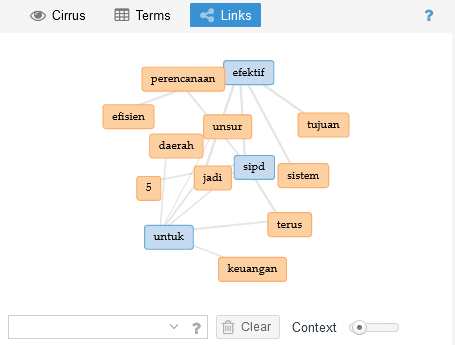 Cirrus Terms Links ?
efektif
perencanaan
efisien
unsur
tujuan
daerah
sipd
jadi
sistem
5
terus
untuk
keuangan
? Clear Context